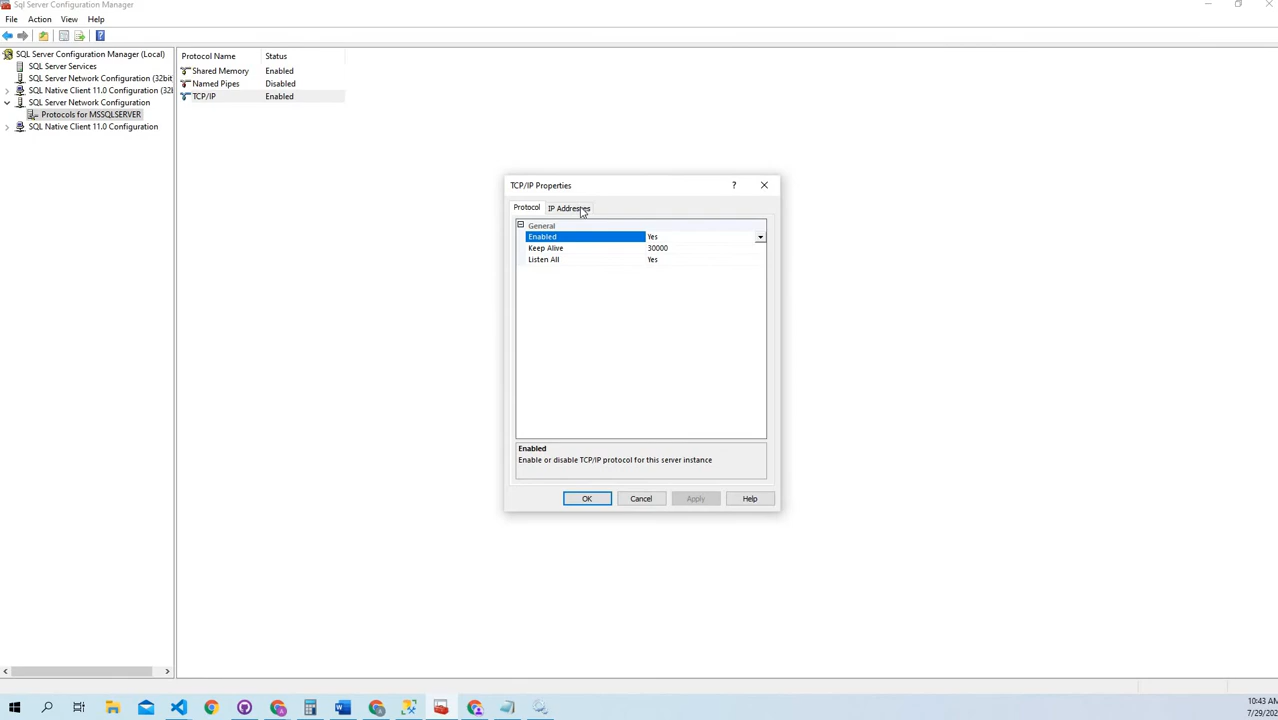 Sql Server Configuration Manager
File Action View Help
SQL Server Configuration Manager (Local)
SQL Server Services
SQL Server Network Configuration (32bit
SQL Native Client 11.0 Configuration (32
SQL Server Network Configuration
Protocols for MSSQLSERVER
SQL Native Client 11.0 Configuration
Protocol Name Status
Shared Memory Enabled
Named Pipes Disabled
TCP/IP Enabled
TCP/IP Properties
Protocol IP Addresses
General
Enabled Yes
Keep Alive 30000
Listen All Yes
Enabled
Enable or disable TCP/IP protocol for this server instance
OK Cancel Apply Help
10:43 AM
7/29/202